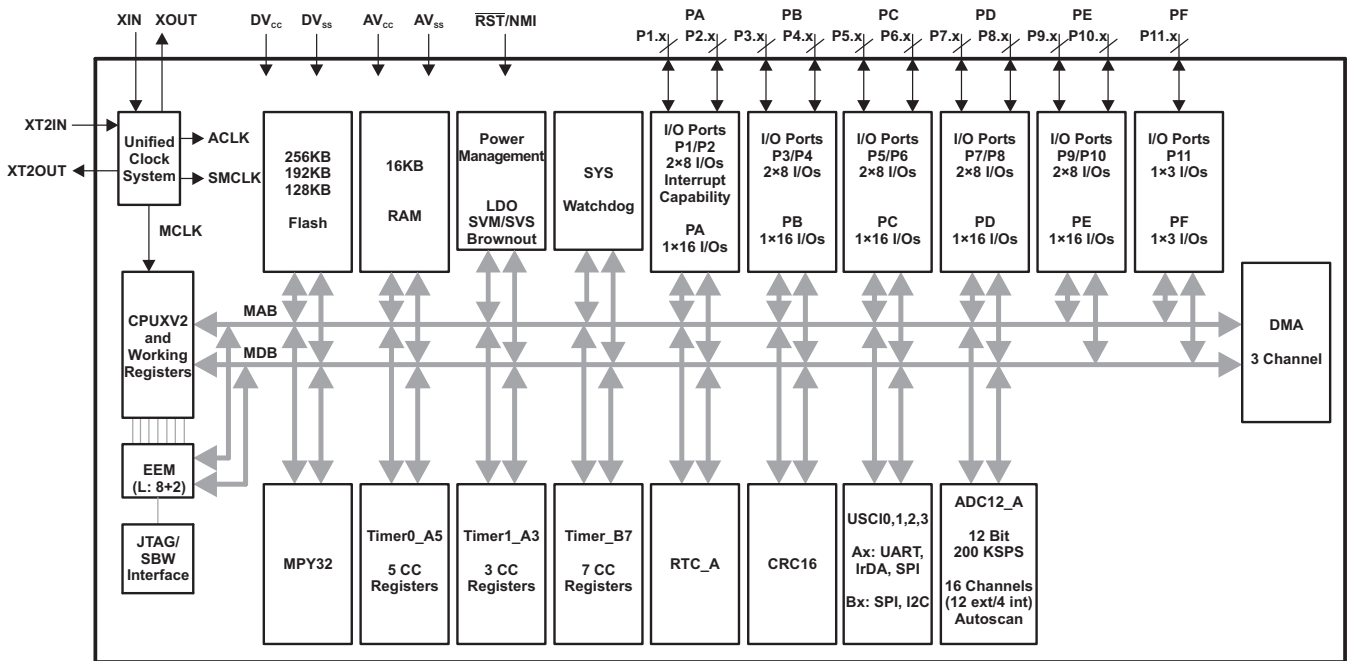 XIN XOUT DVCC DVSS AVCC AVSS RST/NMI PA PB PC PD PE PF
P1.x P2.x P3.x P4.x P5.x P6.x P7.x P8.x P9.x P10.x P11.x
XT2IN
XT2OUT
Unified
Clock
System
ACLK
SMCLK
MCLK
256KB
192KB
128KB
Flash
16KB
RAM
Power
Management
LDO
SVM/SVS
Brownout
SYS
Watchdog
I/O Ports
P1/P2
2×8 I/Os
Interrupt
Capability
PA
1×16 I/Os
I/O Ports
P3/P4
2×8 I/Os
PB
1×16 I/Os
I/O Ports
P5/P6
2×8 I/Os
PC
1×16 I/Os
I/O Ports
P7/P8
2×8 I/Os
PD
1×16 I/Os
I/O Ports
P9/P10
2×8 I/Os
PE
1×16 I/Os
I/O Ports
P11
1×3 I/Os
PF
1×3 I/Os
CPUXV2
and
Working
Registers
MAB
MDB
DMA
3 Channel
EEM
(L: 8+2)
JTAG/
SBW
Interface
MPY32
Timer0_A5
5 CC
Registers
Timer1_A3
3 CC
Registers
Timer_B7
7 CC
Registers
RTC_A
CRC16
USCI0,1,2,3
Ax: UART,
IrDA, SPI
Bx: SPI, I2C
ADC12_A
12 Bit
200 KSPS
16 Channels
(12 ext/4 int)
Autoscan